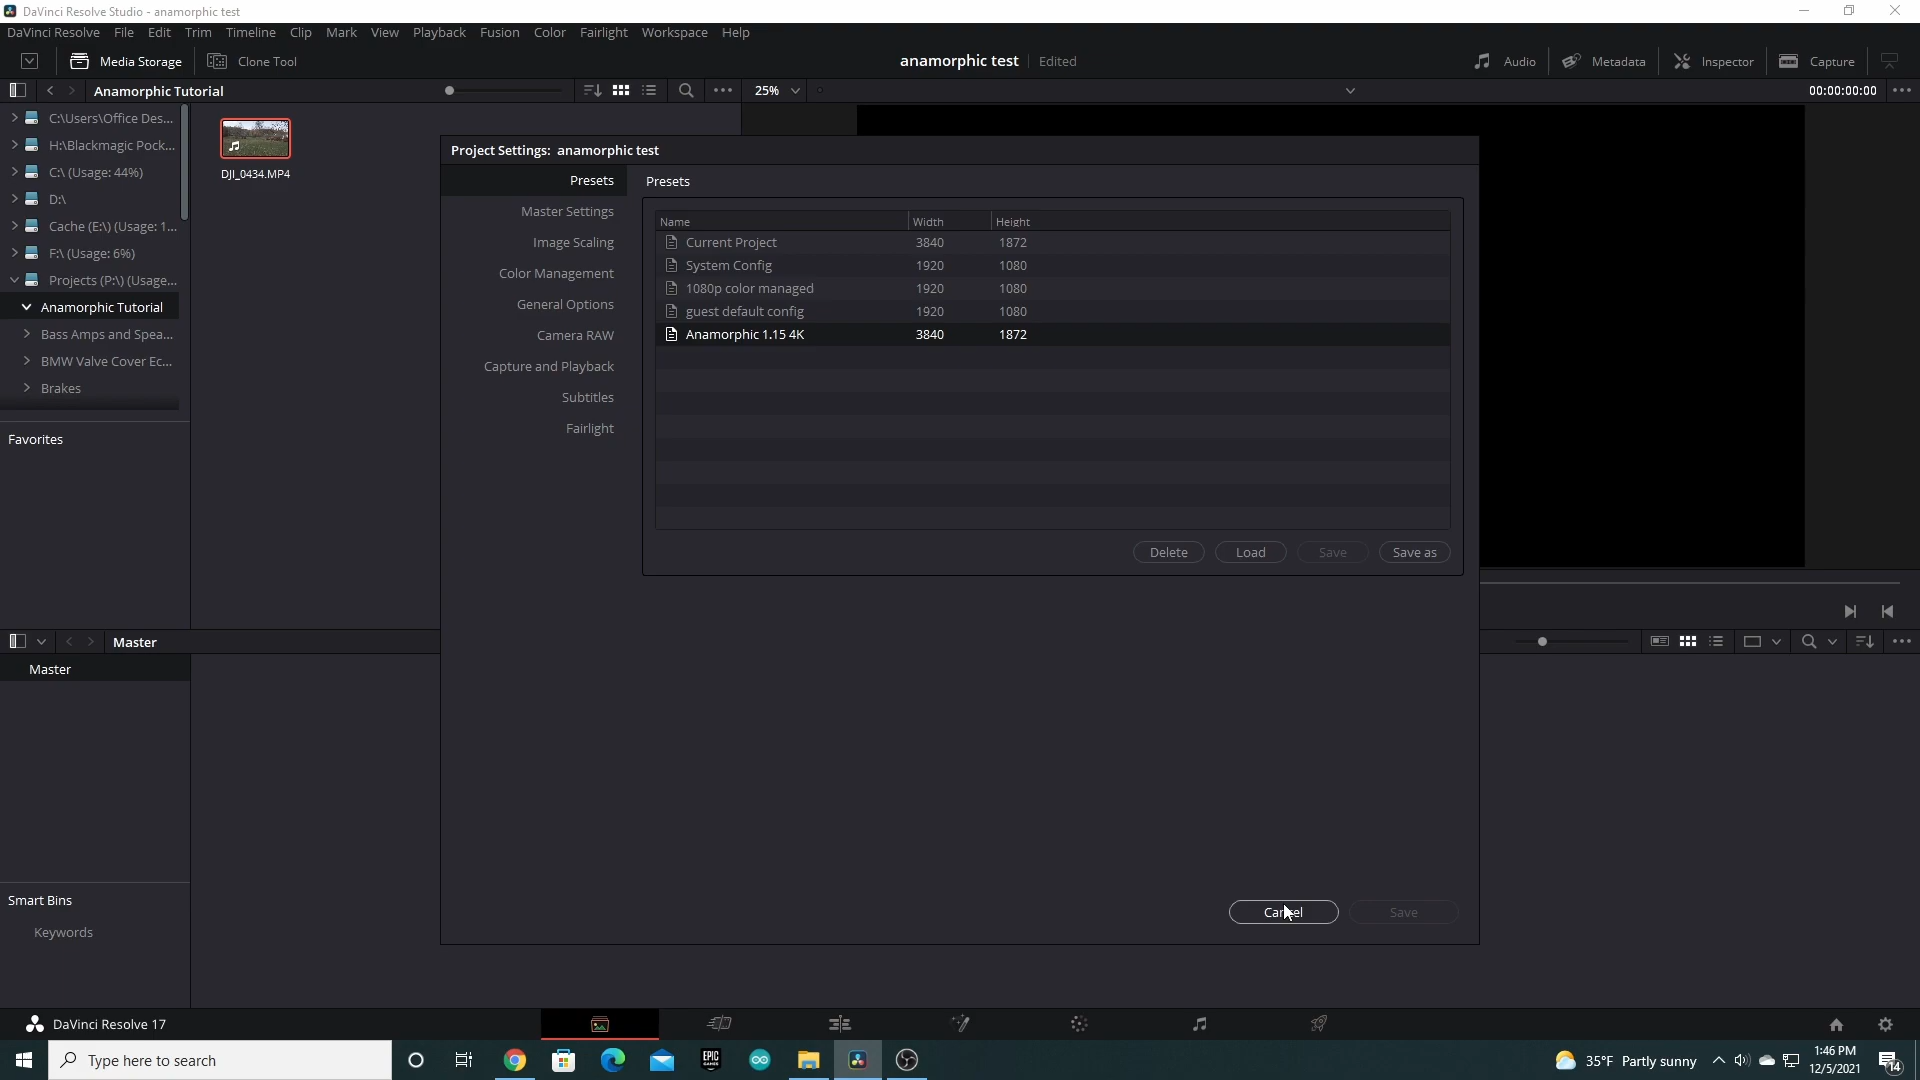 DaVinci Resolve Studio - anamorphic test
DaVinci Resolve File Edit Trim Timeline Clip Mark View Playback Fusion Color Fairlight Workspace Help
Media Storage Clone Tool anamorphic test Edited Audio Metadata Inspector Capture
Anamorphic Tutorial 25% 00:00:00:00
C:\Users\Office Des...
H:\Blackmagic Pock...
C:\ (Usage: 44%)
D:\
Cache (E:\) (Usage: 1...
F:\ (Usage: 6%)
Projects (P:\) (Usage...
Anamorphic Tutorial
Bass Amps and Spea...
BMW Valve Cover Ec...
Brakes
Favorites
DJI_0434.MP4
Project Settings: anamorphic test
Presets
Master Settings
Image Scaling
Color Management
General Options
Camera RAW
Capture and Playback
Subtitles
Fairlight
Presets
Name Width Height
Current Project 3840 1872
System Config 1920 1080
1080p color managed 1920 1080
guest default config 1920 1080
Anamorphic 1.15 4K 3840 1872
Delete Load Save Save as
Cancel Save
Master
Master
Smart Bins
Keywords
DaVinci Resolve 17
Type here to search
EPIC GAMES
35°F Partly sunny
1:46 PM
12/5/2021
14